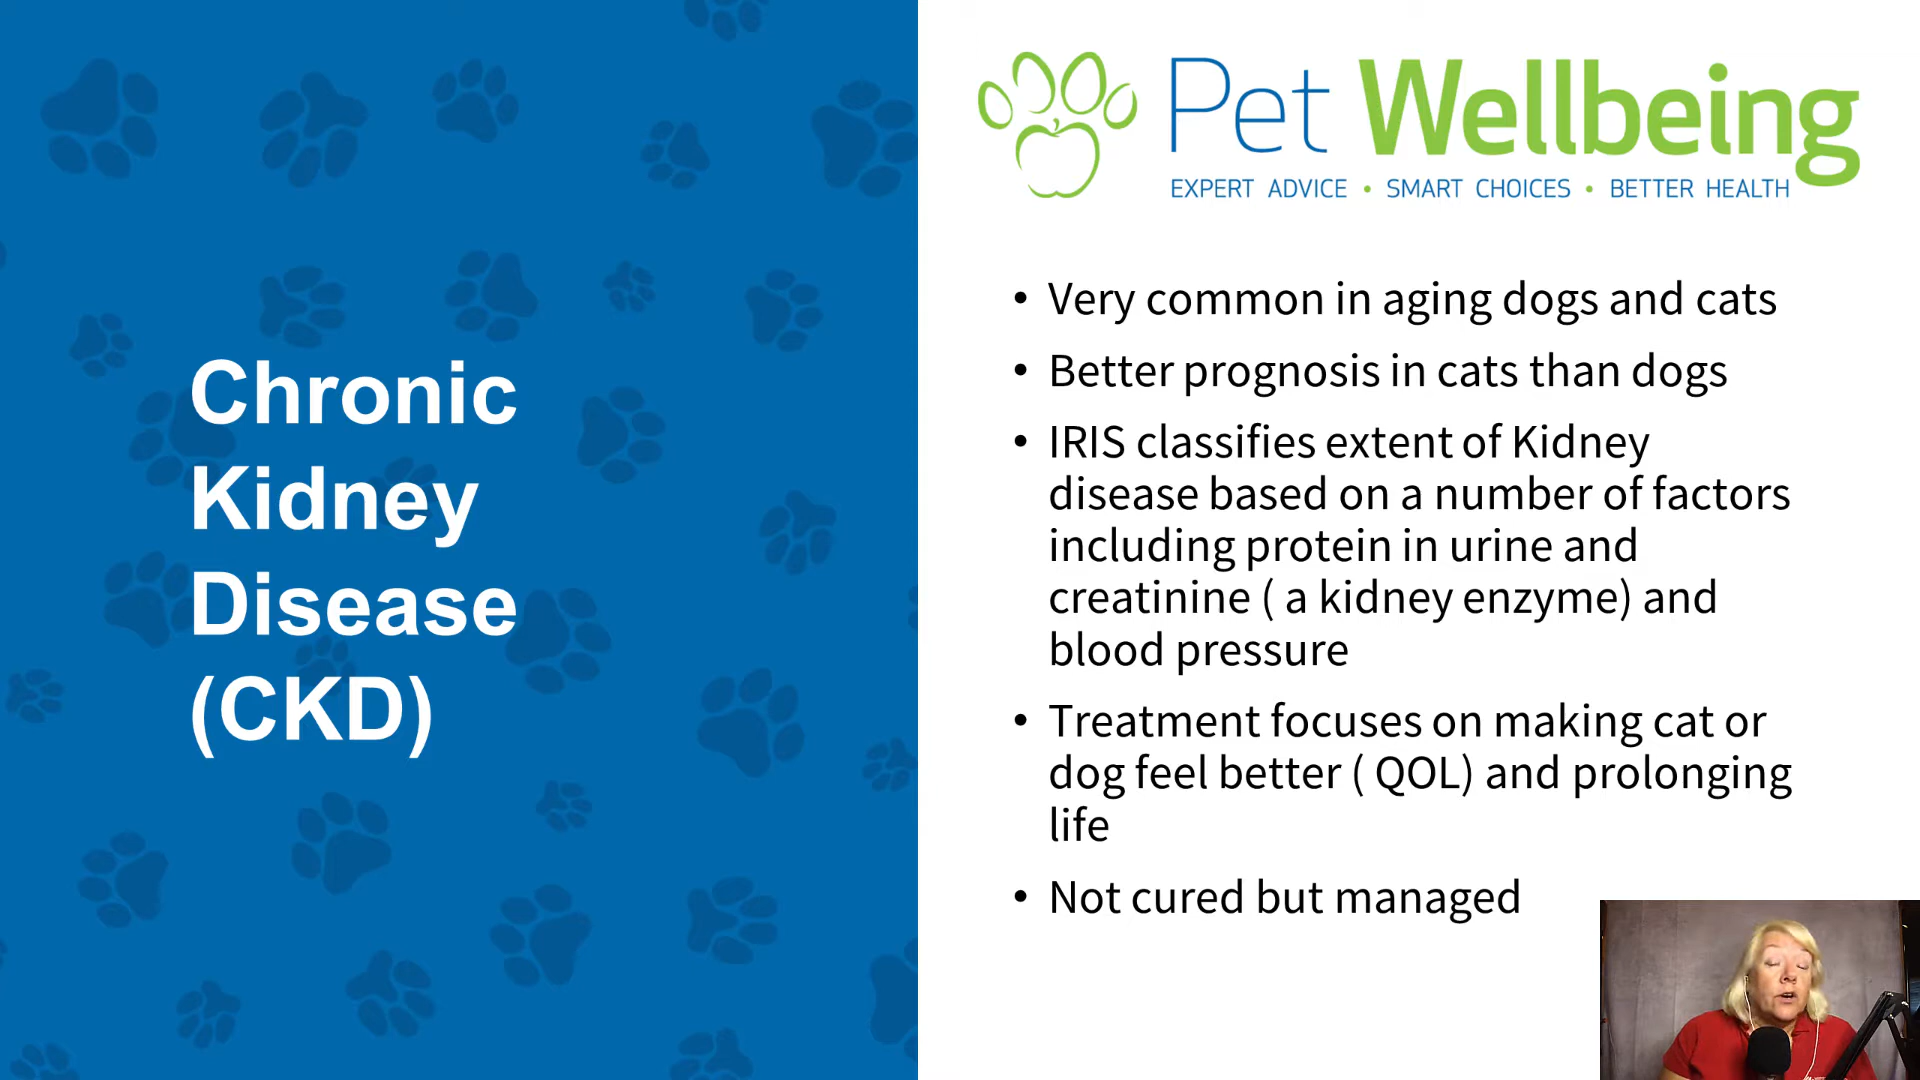 Chronic
Kidney
Disease
(CKD)
Pet Wellbeing
EXPERT ADVICE • SMART CHOICES • BETTER HEALTH
• Very common in aging dogs and cats
• Better prognosis in cats than dogs
• IRIS classifies extent of Kidney
disease based on a number of factors
including protein in urine and
creatinine ( a kidney enzyme) and
blood pressure
• Treatment focuses on making cat or
dog feel better ( QOL) and prolonging
life
• Not cured but managed